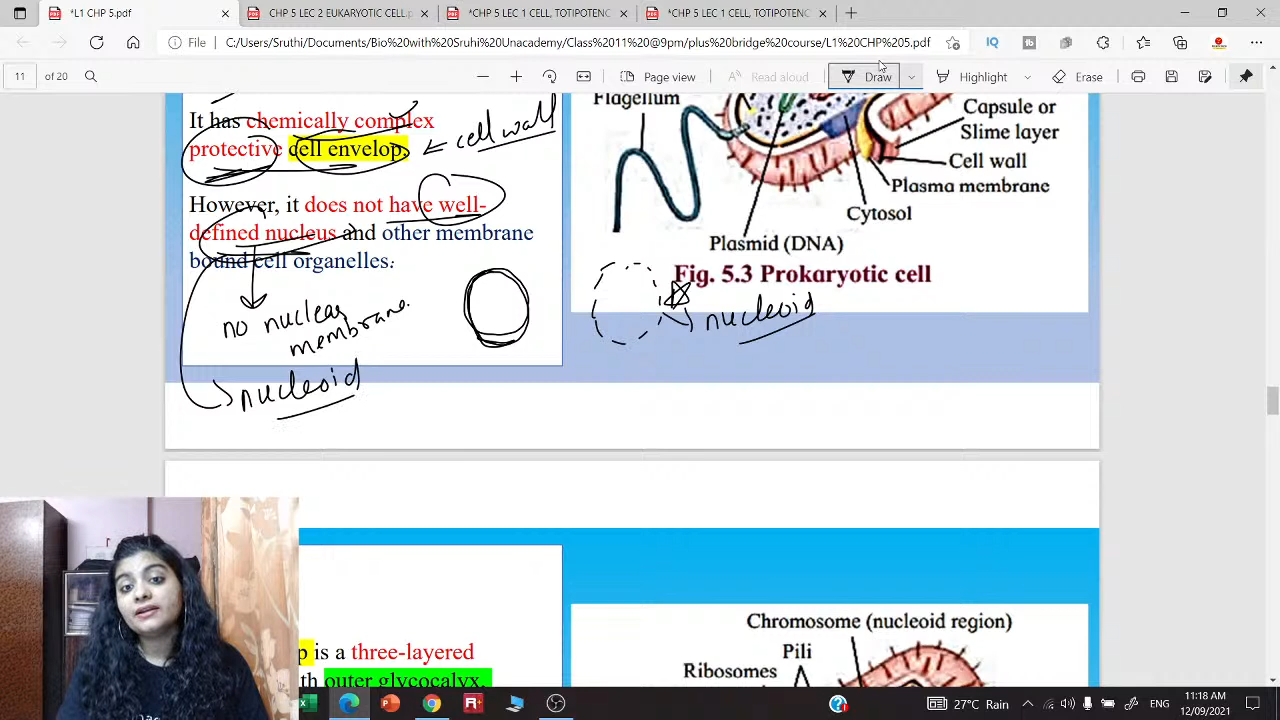 *L1 CHP 5.pdf
CHP 5 LEC 2 EUKARYOTIC CELL.p
*CHP 5 LEC 1 CELL, TOTIPOTENC
*CHP 5 LEC 1 CELL, TOTIPOTENC
File
C:/Users/Sruthi/Documents/Bio%20with%20Sruhi%20Unacademy/Class%2011%20@9pm/plus%20bridge%20course/L1%20CHP%205.pdf
11 of 20
Page view
Read aloud
Draw
Highlight
Erase
It has chemically complex
protective cell envelop.
← cell wall
However, it does not have well-
defined nucleus and other membrane
bound cell organelles.
no nuclear
membrane.
nucleoid
Flagellum
Capsule or
Slime layer
Cell wall
Plasma membrane
Cytosol
Plasmid (DNA)
Fig. 5.3 Prokaryotic cell
nucleoid
p is a three-layered
th outer glycocalyx,
Chromosome (nucleoid region)
Pili
Ribosomes
27°C Rain
ENG
11:18 AM
12/09/2021